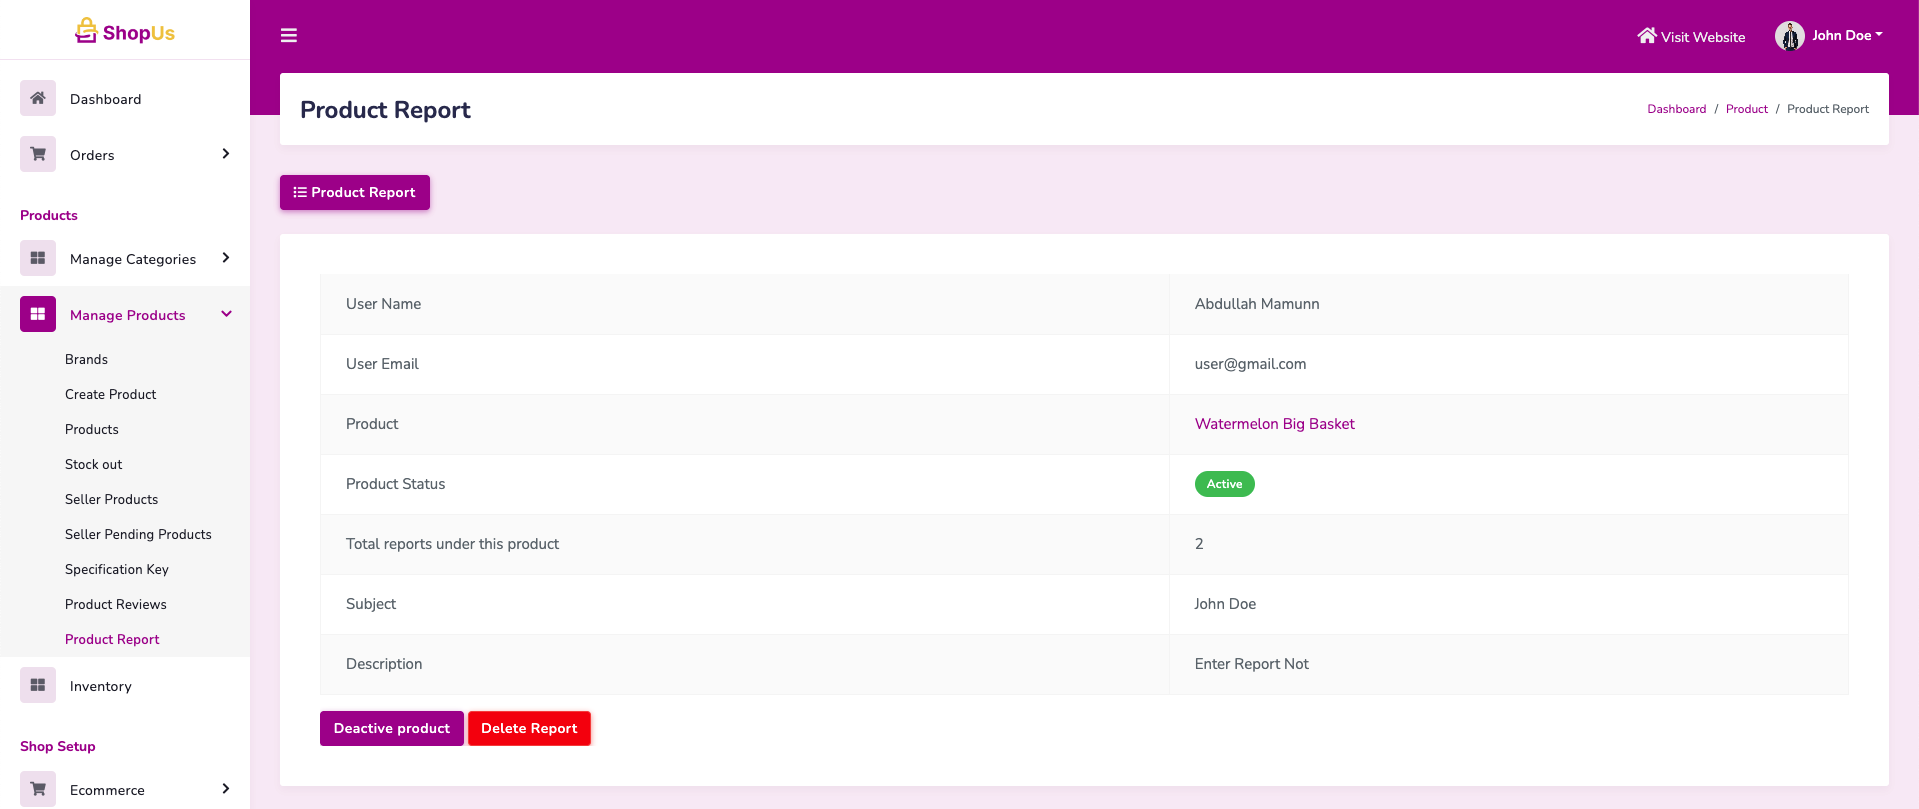 ShopUs
Dashboard
Orders
Products
Manage Categories
Manage Products
Brands
Create Product
Products
Stock out
Seller Products
Seller Pending Products
Specification Key
Product Reviews
Product Report
Inventory
Shop Setup
Ecommerce
Visit Website
John Doe
Product Report
Dashboard / Product / Product Report
Product Report
User Name Abdullah Mamunn
User Email user@gmail.com
Product Watermelon Big Basket
Product Status Active
Total reports under this product 2
Subject John Doe
Description Enter Report Not
Deactive product Delete Report